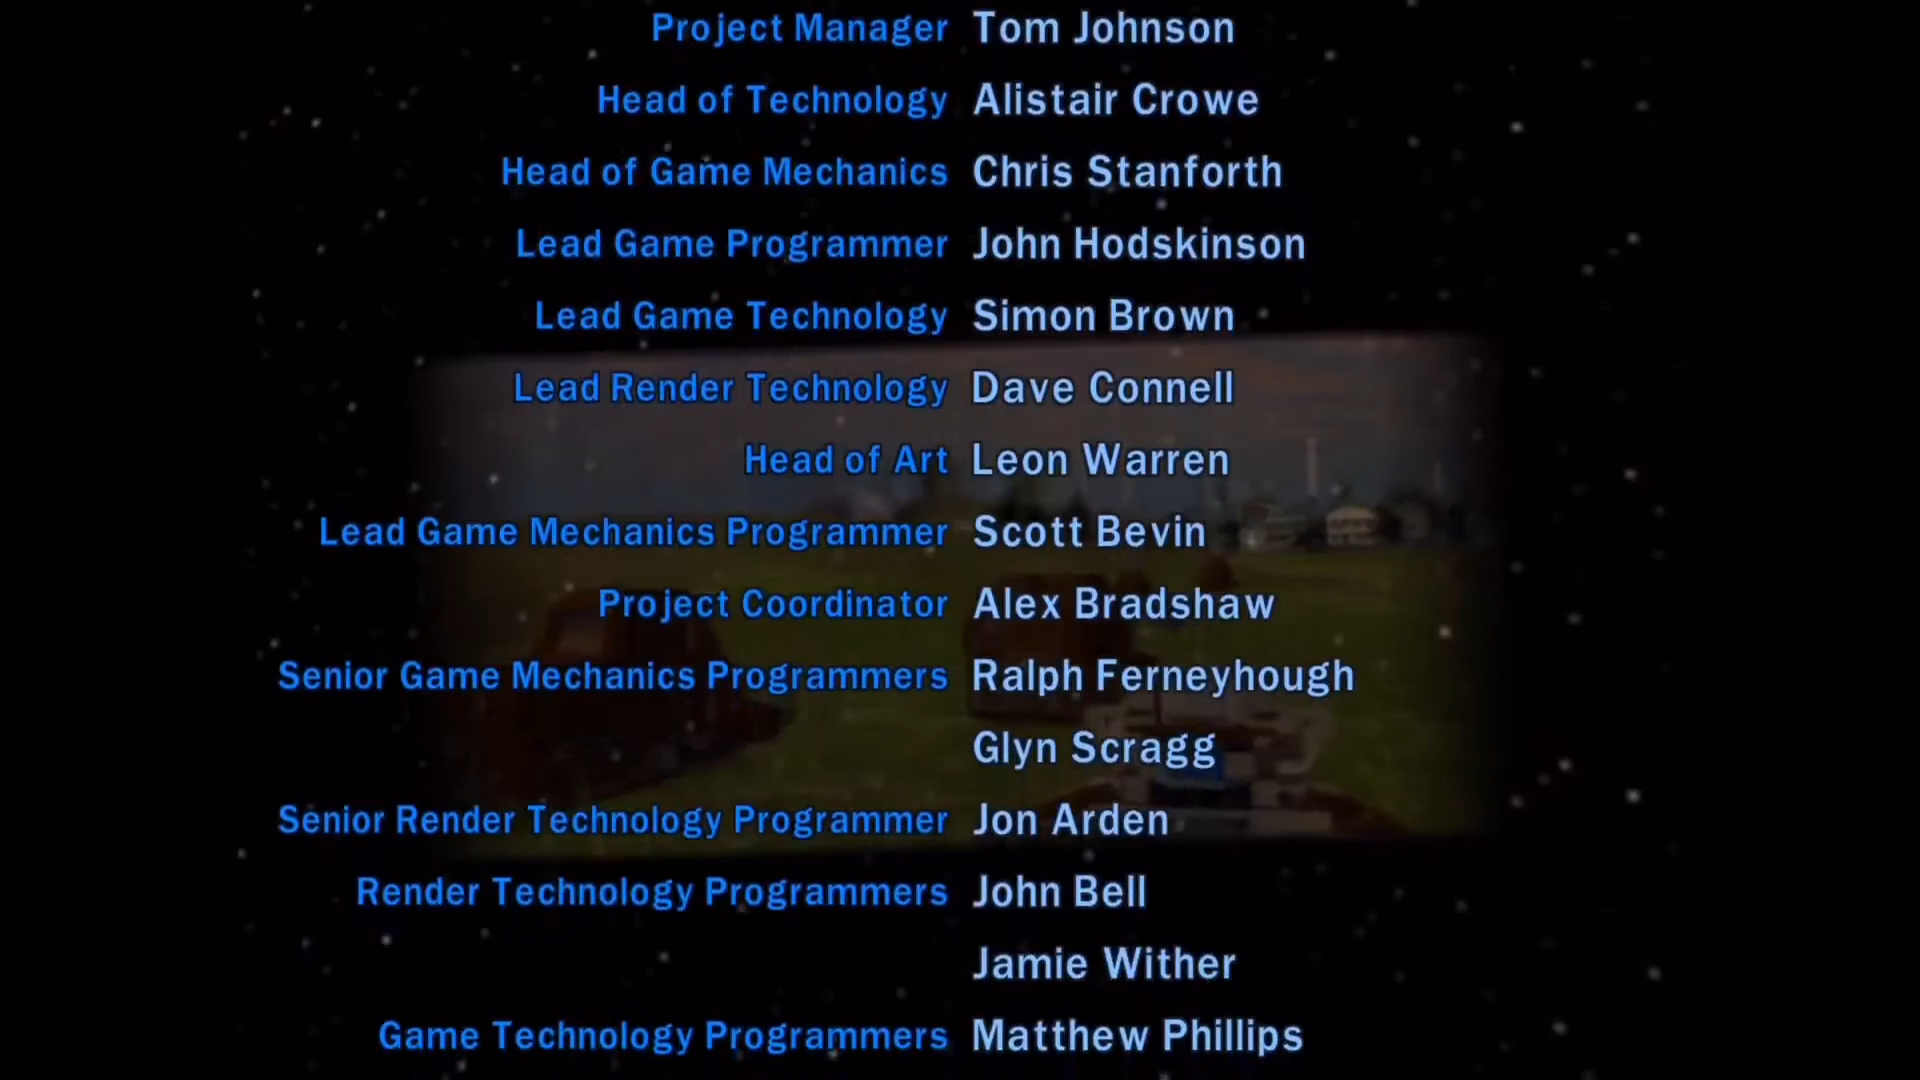 Project Manager Tom Johnson
Head of Technology Alistair Crowe
Head of Game Mechanics Chris Stanforth
Lead Game Programmer John Hodskinson
Lead Game Technology Simon Brown
Lead Render Technology Dave Connell
Head of Art Leon Warren
Lead Game Mechanics Programmer Scott Bevin
Project Coordinator Alex Bradshaw
Senior Game Mechanics Programmers Ralph Ferneyhough
Glyn Scragg
Senior Render Technology Programmer Jon Arden
Render Technology Programmers John Bell
Jamie Wither
Game Technology Programmers Matthew Phillips